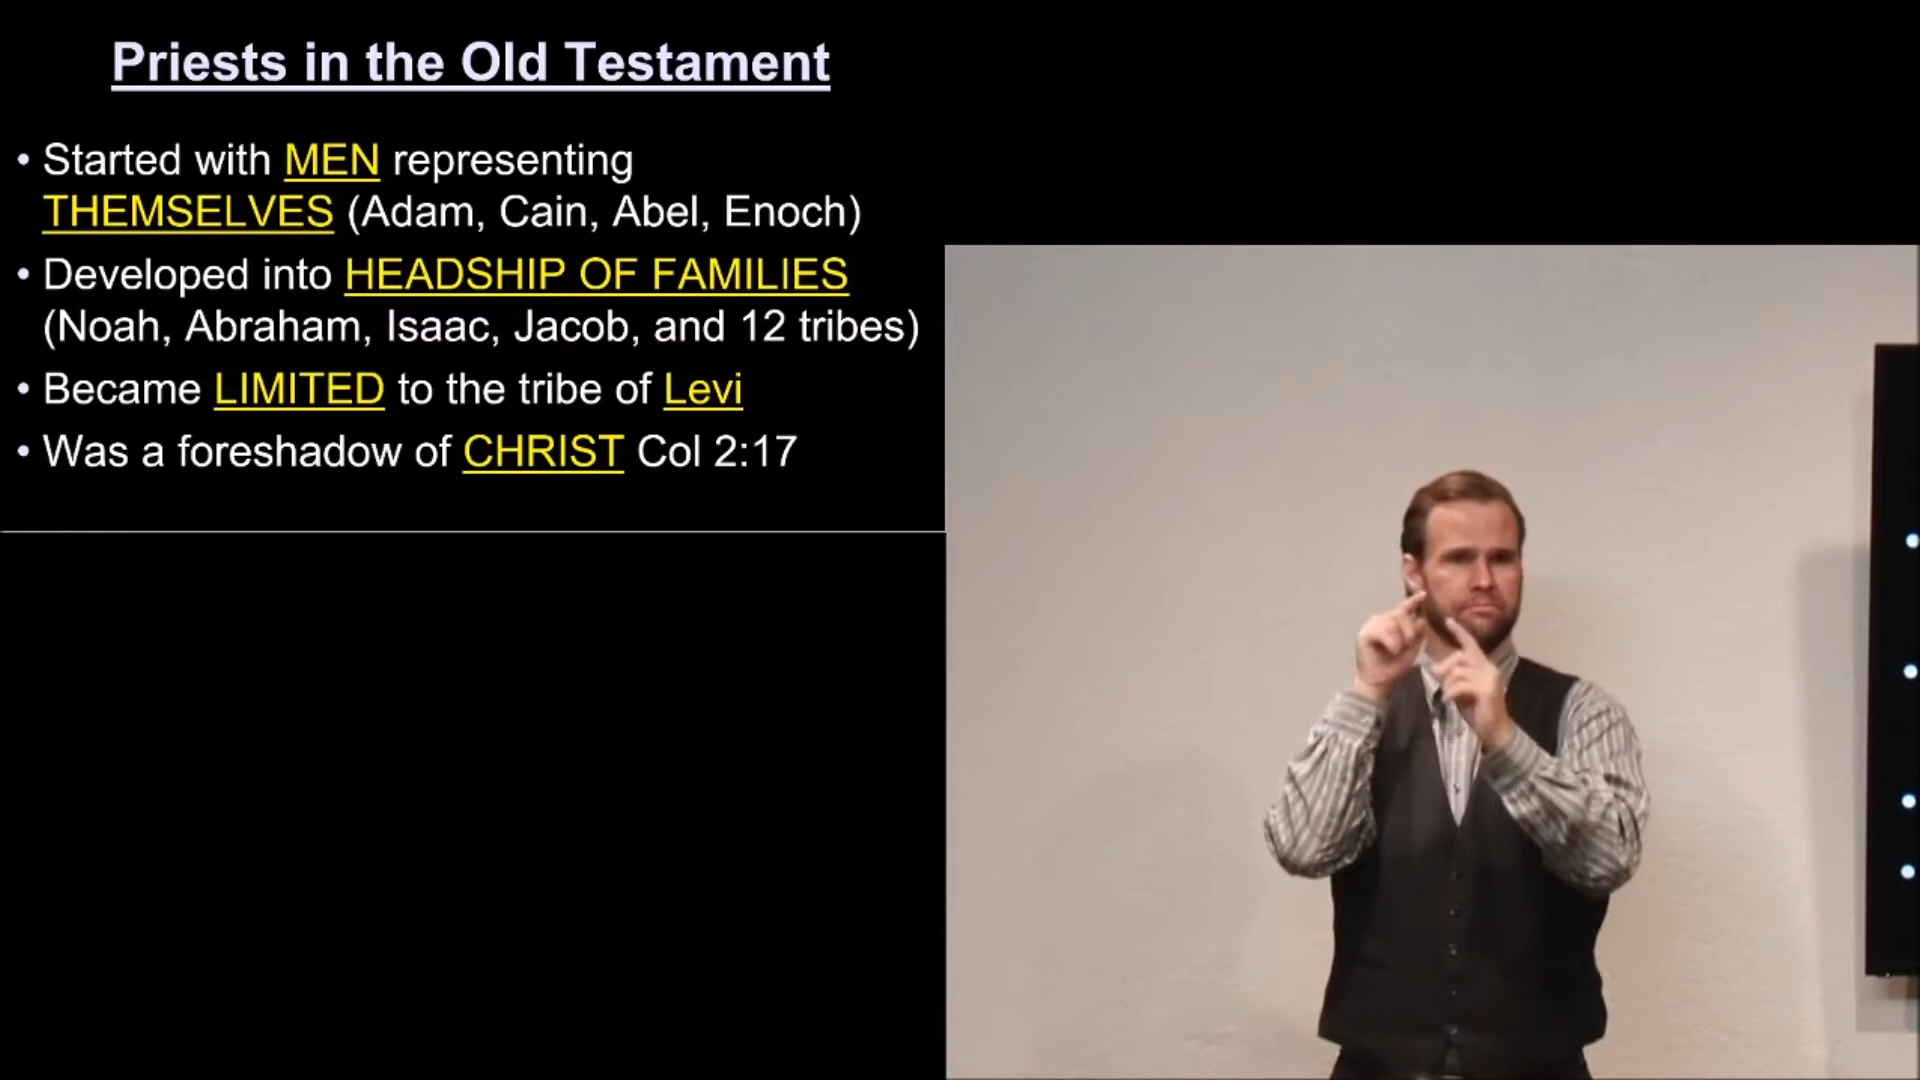 Priests in the Old Testament
• Started with MEN representing
THEMSELVES (Adam, Cain, Abel, Enoch)
• Developed into HEADSHIP OF FAMILIES
(Noah, Abraham, Isaac, Jacob, and 12 tribes)
• Became LIMITED to the tribe of Levi
• Was a foreshadow of CHRIST Col 2:17